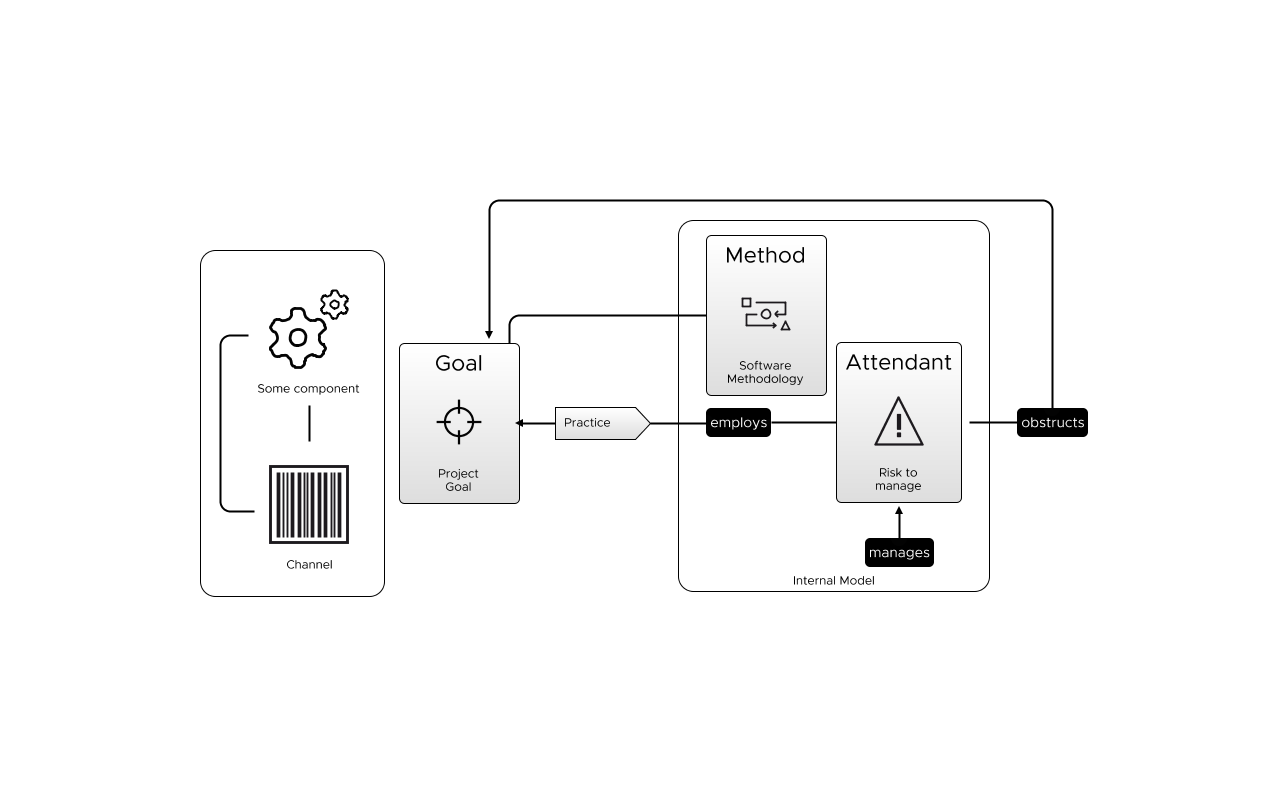 Some component
Channel
Goal
Project
Goal
Practice
Method
Software
Methodology
employs
Attendant
Risk to
manage
manages
Internal Model
obstructs